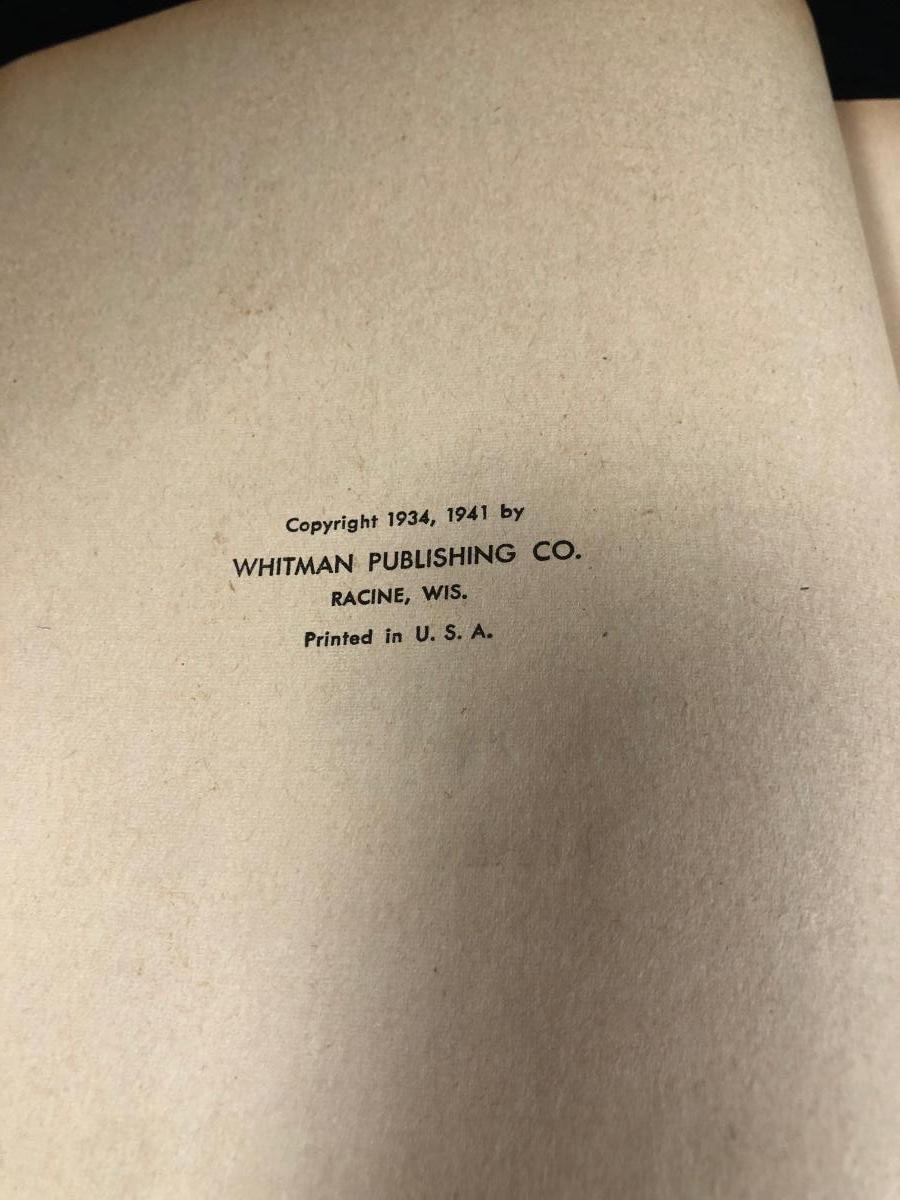 Copyright 1934, 1941 by
WHITMAN PUBLISHING CO.
RACINE, WIS.
Printed in U. S. A.